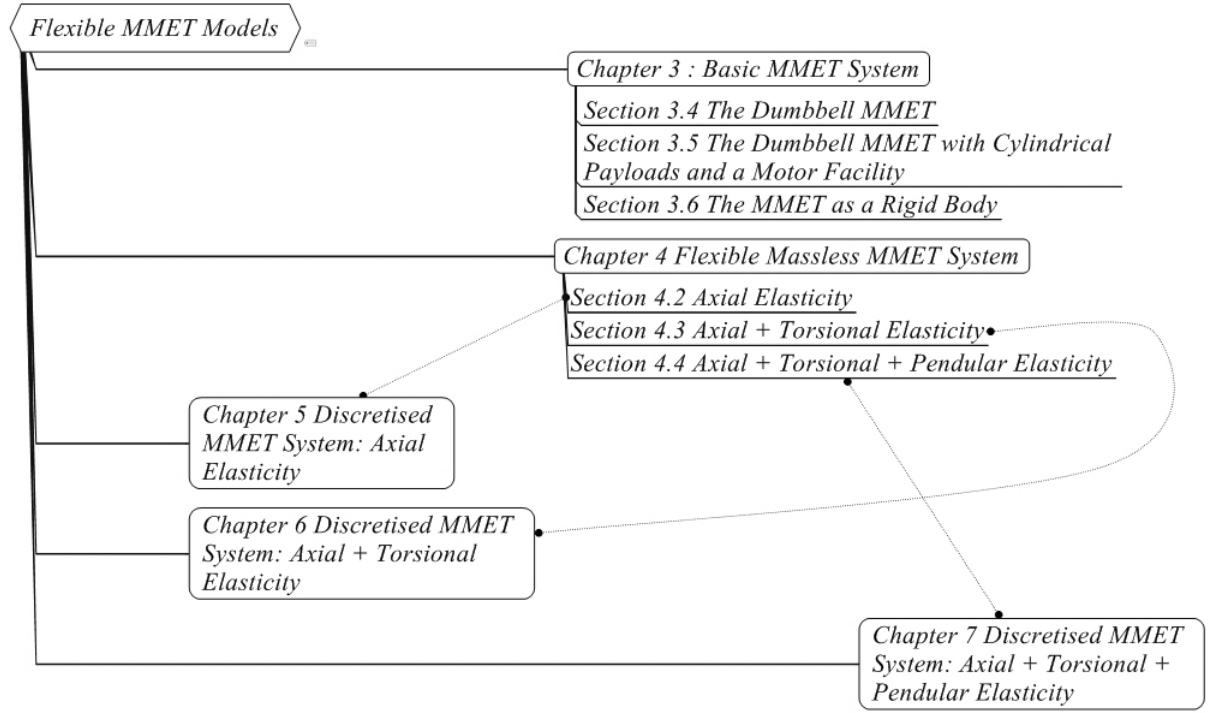 Flexible MMET Models
Chapter 3 : Basic MMET System
Section 3.4 The Dumbbell MMET
Section 3.5 The Dumbbell MMET with Cylindrical
Payloads and a Motor Facility
Section 3.6 The MMET as a Rigid Body
Chapter 4 Flexible Massless MMET System
Section 4.2 Axial Elasticity
Section 4.3 Axial + Torsional Elasticity
Section 4.4 Axial + Torsional + Pendular Elasticity
Chapter 5 Discretised
MMET System: Axial
Elasticity
Chapter 6 Discretised MMET
System: Axial + Torsional
Elasticity
Chapter 7 Discretised MMET
System: Axial + Torsional +
Pendular Elasticity